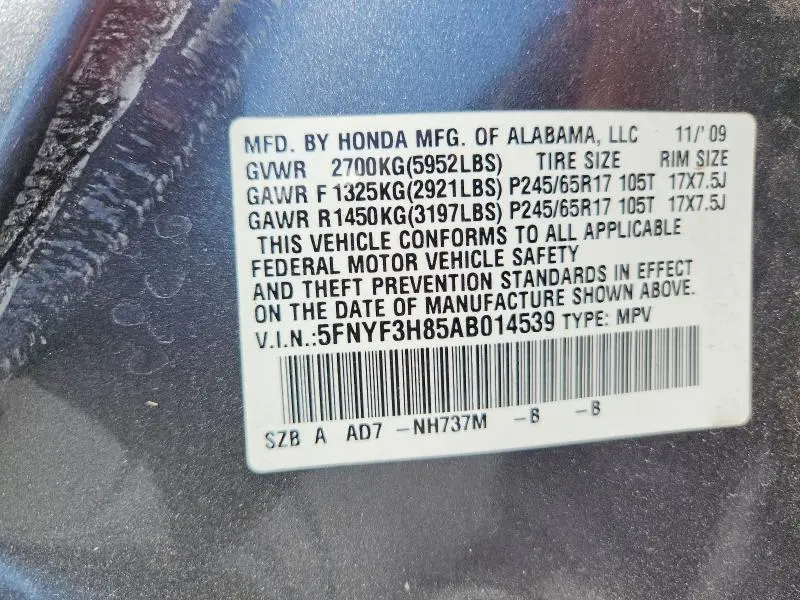 MFD. BY HONDA MFG. OF ALABAMA, LLC 11/'09
GVWR 2700KG(5952LBS) TIRE SIZE RIM SIZE
GAWR F 1325KG(2921LBS) P245/65R17 105T 17X7.5J
GAWR R1450KG(3197LBS) P245/65R17 105T 17X7.5J
THIS VEHICLE CONFORMS TO ALL APPLICABLE
FEDERAL MOTOR VEHICLE SAFETY
AND THEFT PREVENTION STANDARDS IN EFFECT
ON THE DATE OF MANUFACTURE SHOWN ABOVE.
V.I.N.:5FNYF3H85AB014539 TYPE: MPV
SZB A AD7 -NH737M -B -B